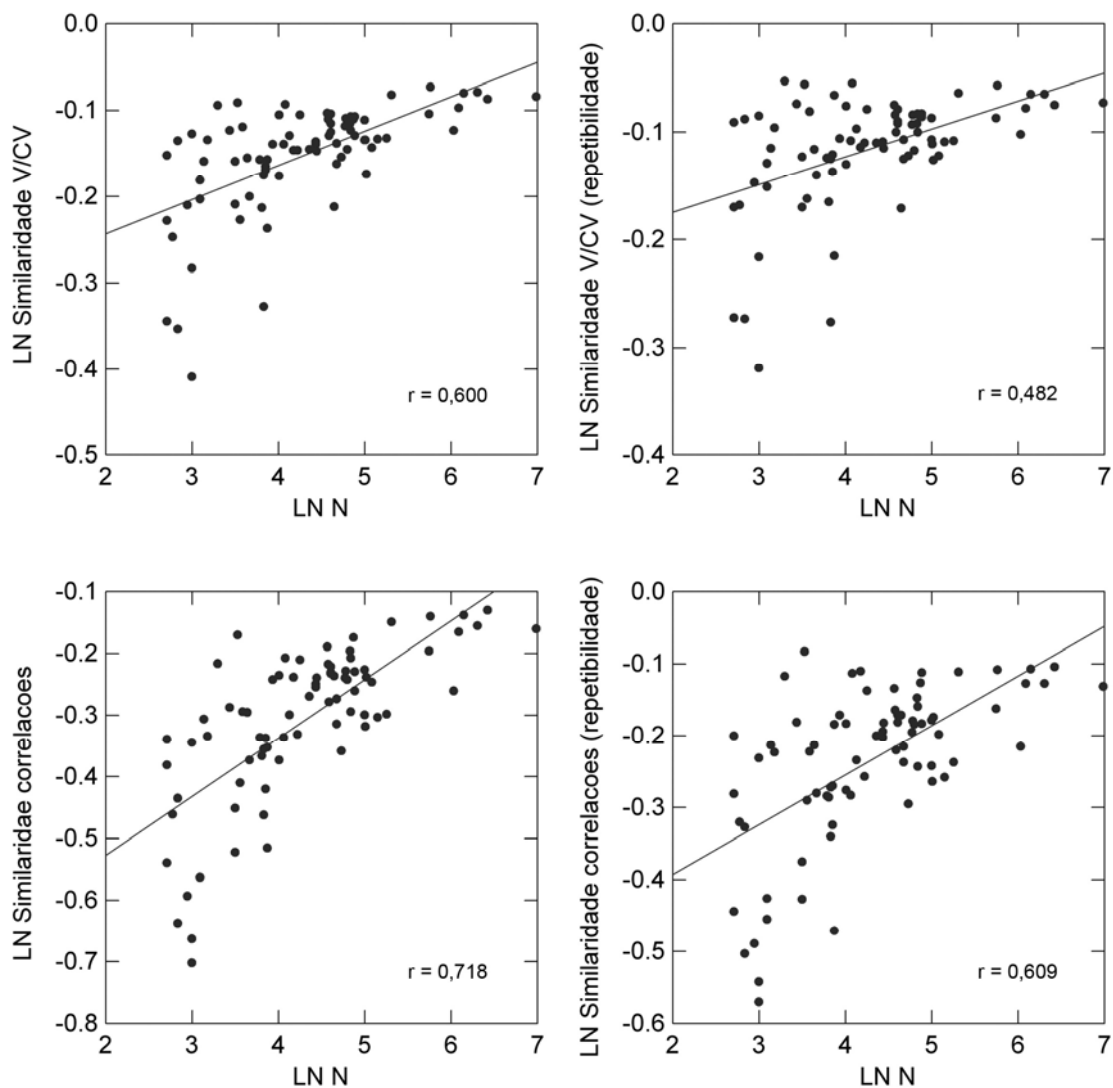 LN Similaridade V/CV
0.0
-0.1
-0.2
-0.3
-0.4
-0.5
2 3 4 5 6 7
LN N
r = 0,600
LN Similaridade V/CV (repetibilidade)
0.0
-0.1
-0.2
-0.3
-0.4
2 3 4 5 6 7
LN N
r = 0,482
LN Similaridae correlacoes
-0.1
-0.2
-0.3
-0.4
-0.5
-0.6
-0.7
-0.8
2 3 4 5 6 7
LN N
r = 0,718
LN Similaridade correlacoes (repetibilidade)
0.0
-0.1
-0.2
-0.3
-0.4
-0.5
-0.6
2 3 4 5 6 7
LN N
r = 0,609